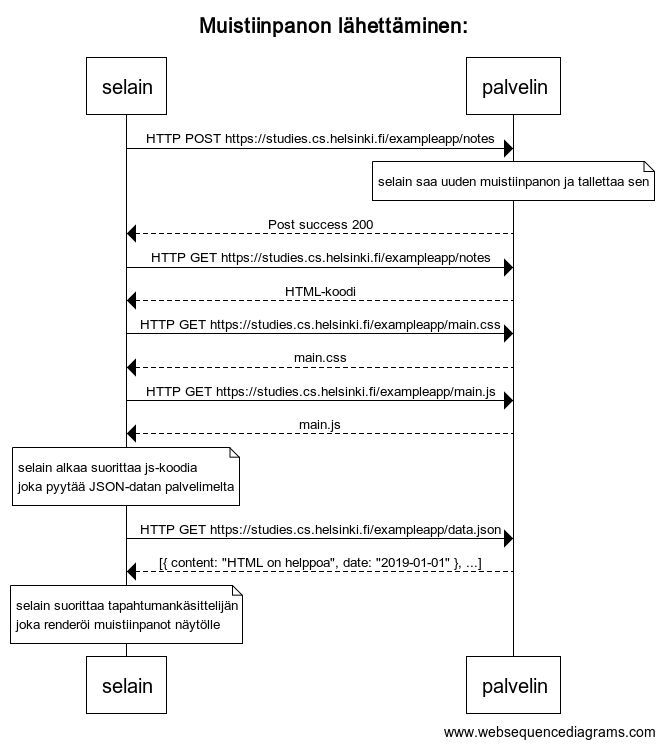 Muistiinpanon lähettäminen:
selain
palvelin
HTTP POST https://studies.cs.helsinki.fi/exampleapp/notes
selain saa uuden muistiinpanon ja tallettaa sen
Post success 200
HTTP GET https://studies.cs.helsinki.fi/exampleapp/notes
HTML-koodi
HTTP GET https://studies.cs.helsinki.fi/exampleapp/main.css
main.css
HTTP GET https://studies.cs.helsinki.fi/exampleapp/main.js
main.js
selain alkaa suorittaa js-koodia
joka pyytää JSON-datan palvelimelta
HTTP GET https://studies.cs.helsinki.fi/exampleapp/data.json
[{ content: "HTML on helppoa", date: "2019-01-01" }, ...]
selain suorittaa tapahtumankäsittelijän
joka renderöi muistiinpanot näytölle
selain
palvelin
www.websequencediagrams.com